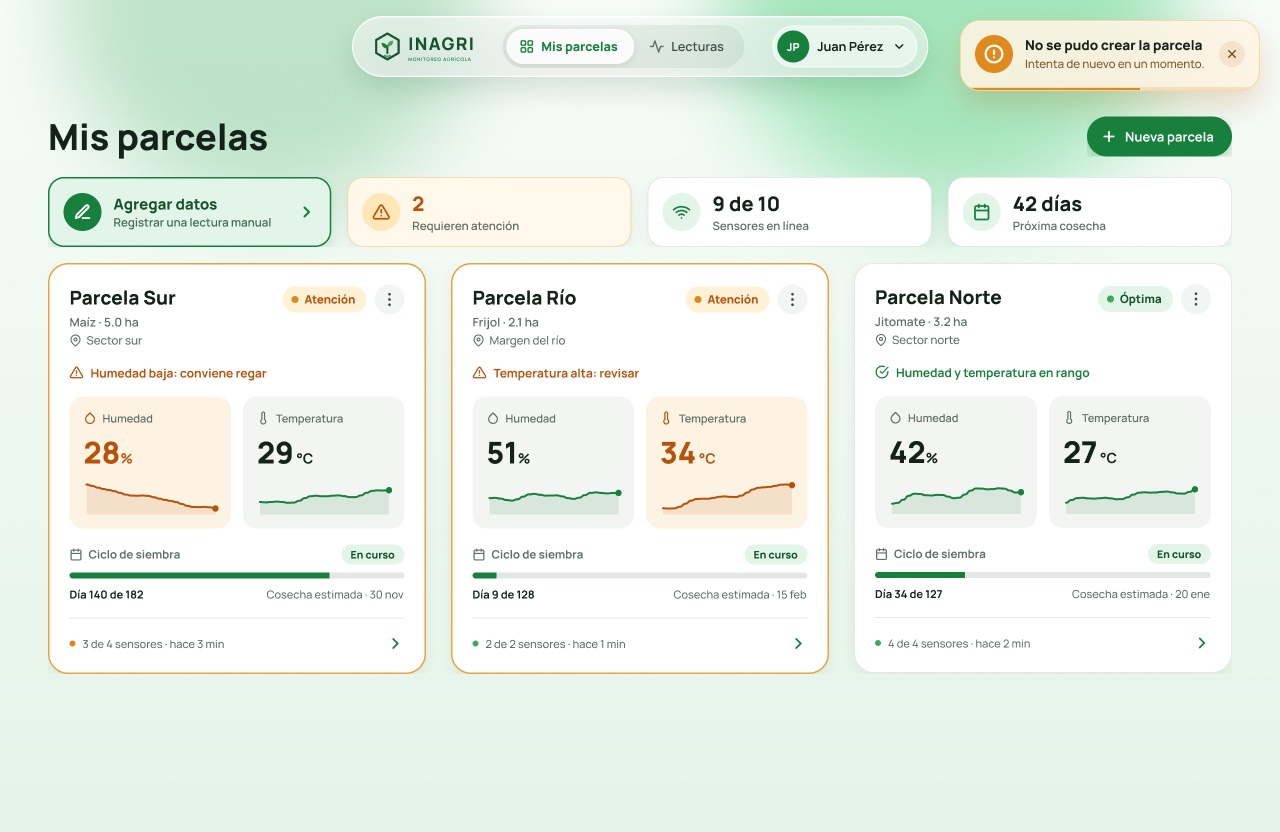 INAGRI
MONITOREO AGRÍCOLA
Mis parcelas
Lecturas
JP
Juan Pérez
No se pudo crear la parcela
Intenta de nuevo en un momento.
Mis parcelas
Nueva parcela
Agregar datos
Registrar una lectura manual
2
Requieren atención
9 de 10
Sensores en línea
42 días
Próxima cosecha
Parcela Sur
Atención
Maíz · 5.0 ha
Sector sur
Humedad baja: conviene regar
Humedad
28%
Temperatura
29 °C
Ciclo de siembra
En curso
Día 140 de 182
Cosecha estimada · 30 nov
3 de 4 sensores · hace 3 min
Parcela Río
Atención
Frijol · 2.1 ha
Margen del río
Temperatura alta: revisar
Humedad
51%
Temperatura
34 °C
Ciclo de siembra
En curso
Día 9 de 128
Cosecha estimada · 15 feb
2 de 2 sensores · hace 1 min
Parcela Norte
Óptima
Jitomate · 3.2 ha
Sector norte
Humedad y temperatura en rango
Humedad
42%
Temperatura
27 °C
Ciclo de siembra
En curso
Día 34 de 127
Cosecha estimada · 20 ene
4 de 4 sensores · hace 2 min